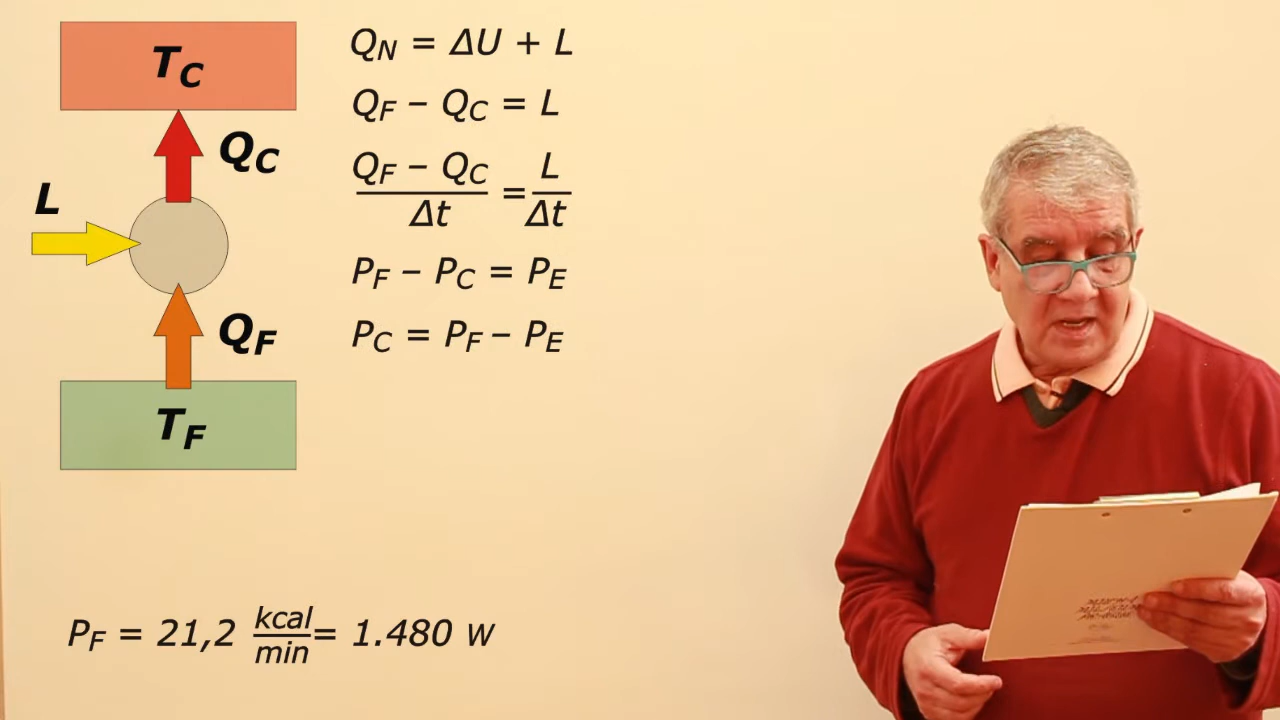 T_C
Q_C
L
Q_F
T_F
Q_N = ΔU + L
Q_F − Q_C = L
(Q_F − Q_C)/Δt = L/Δt
P_F − P_C = P_E
P_C = P_F − P_E
P_F = 21,2 kcal/min = 1.480 W